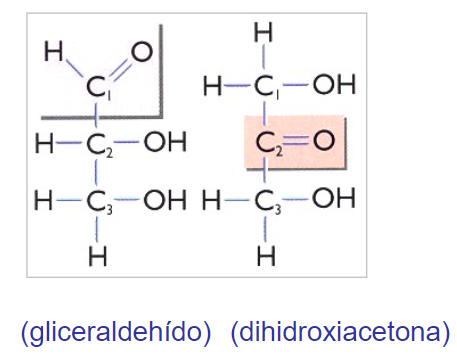 H
H O
C1 H C1 OH
H C2 OH C2 O
H C3 OH H C3 OH
H H
(gliceraldehído) (dihidroxiacetona)